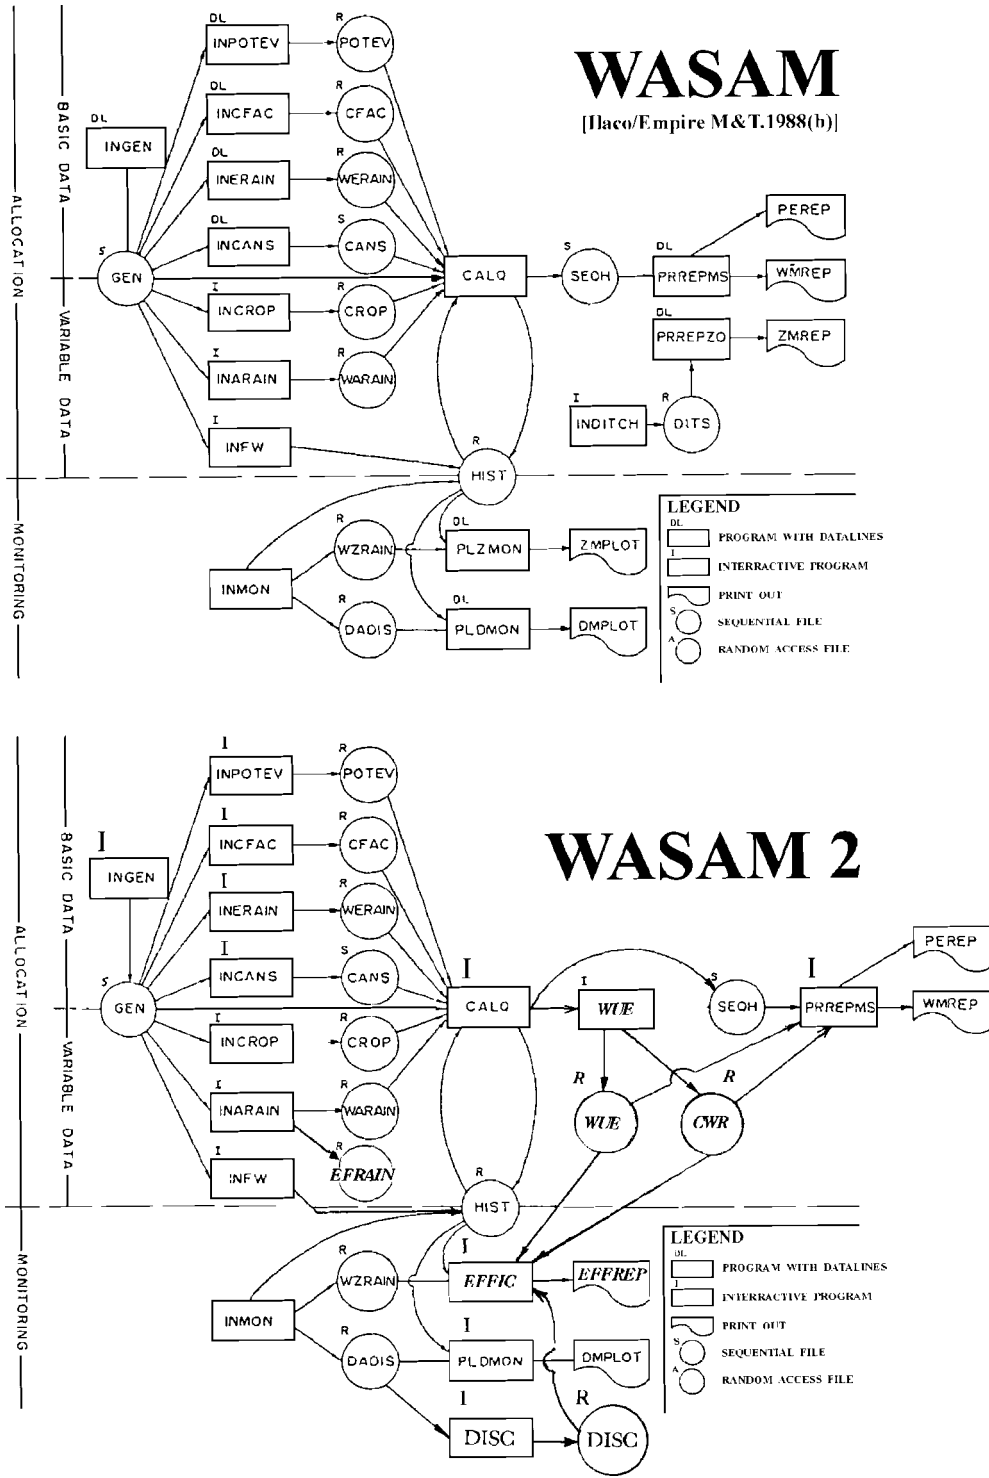 WASAM
[Ilaco/Empire M&T.1988(b)]
ALLOCATION
MONITORING
BASIC DATA
VARIABLE DATA
DL
INGEN
S
GEN
DL
INPOTEV
R
POTEV
DL
INCFAC
R
CFAC
DL
INERAIN
R
WERAIN
DL
INCANS
S
CANS
I
INCROP
R
CROP
I
INARAIN
R
WARAIN
I
INFW
CALQ
S
SEQH
DL
PRREPMS
PEREP
WMREP
DL
PRREPZO
ZMREP
I
INDITCH
R
DITS
R
HIST
INMON
R
WZRAIN
DL
PLZMON
ZMPLOT
R
DADIS
DL
PLDMON
DMPLOT
LEGEND
DL
PROGRAM WITH DATALINES
I
INTERRACTIVE PROGRAM
PRINT OUT
S
SEQUENTIAL FILE
A
RANDOM ACCESS FILE
WASAM 2
ALLOCATION
MONITORING
BASIC DATA
VARIABLE DATA
I
INGEN
S
GEN
I
INPOTEV
R
POTEV
I
INCFAC
R
CFAC
I
INERAIN
R
WERAIN
I
INCANS
S
CANS
I
INCROP
R
CROP
I
INARAIN
R
WARAIN
R
EFRAIN
I
INFW
I
CALQ
I
WUE
S
SEQH
I
PRREPMS
PEREP
WMREP
R
WUE
R
CWR
R
HIST
INMON
R
WZRAIN
I
EFFIC
EFFREP
R
DADIS
I
PLDMON
DMPLOT
I
DISC
R
DISC
LEGEND
DL
PROGRAM WITH DATALINES
I
INTERRACTIVE PROGRAM
PRINT OUT
S
SEQUENTIAL FILE
A
RANDOM ACCESS FILE